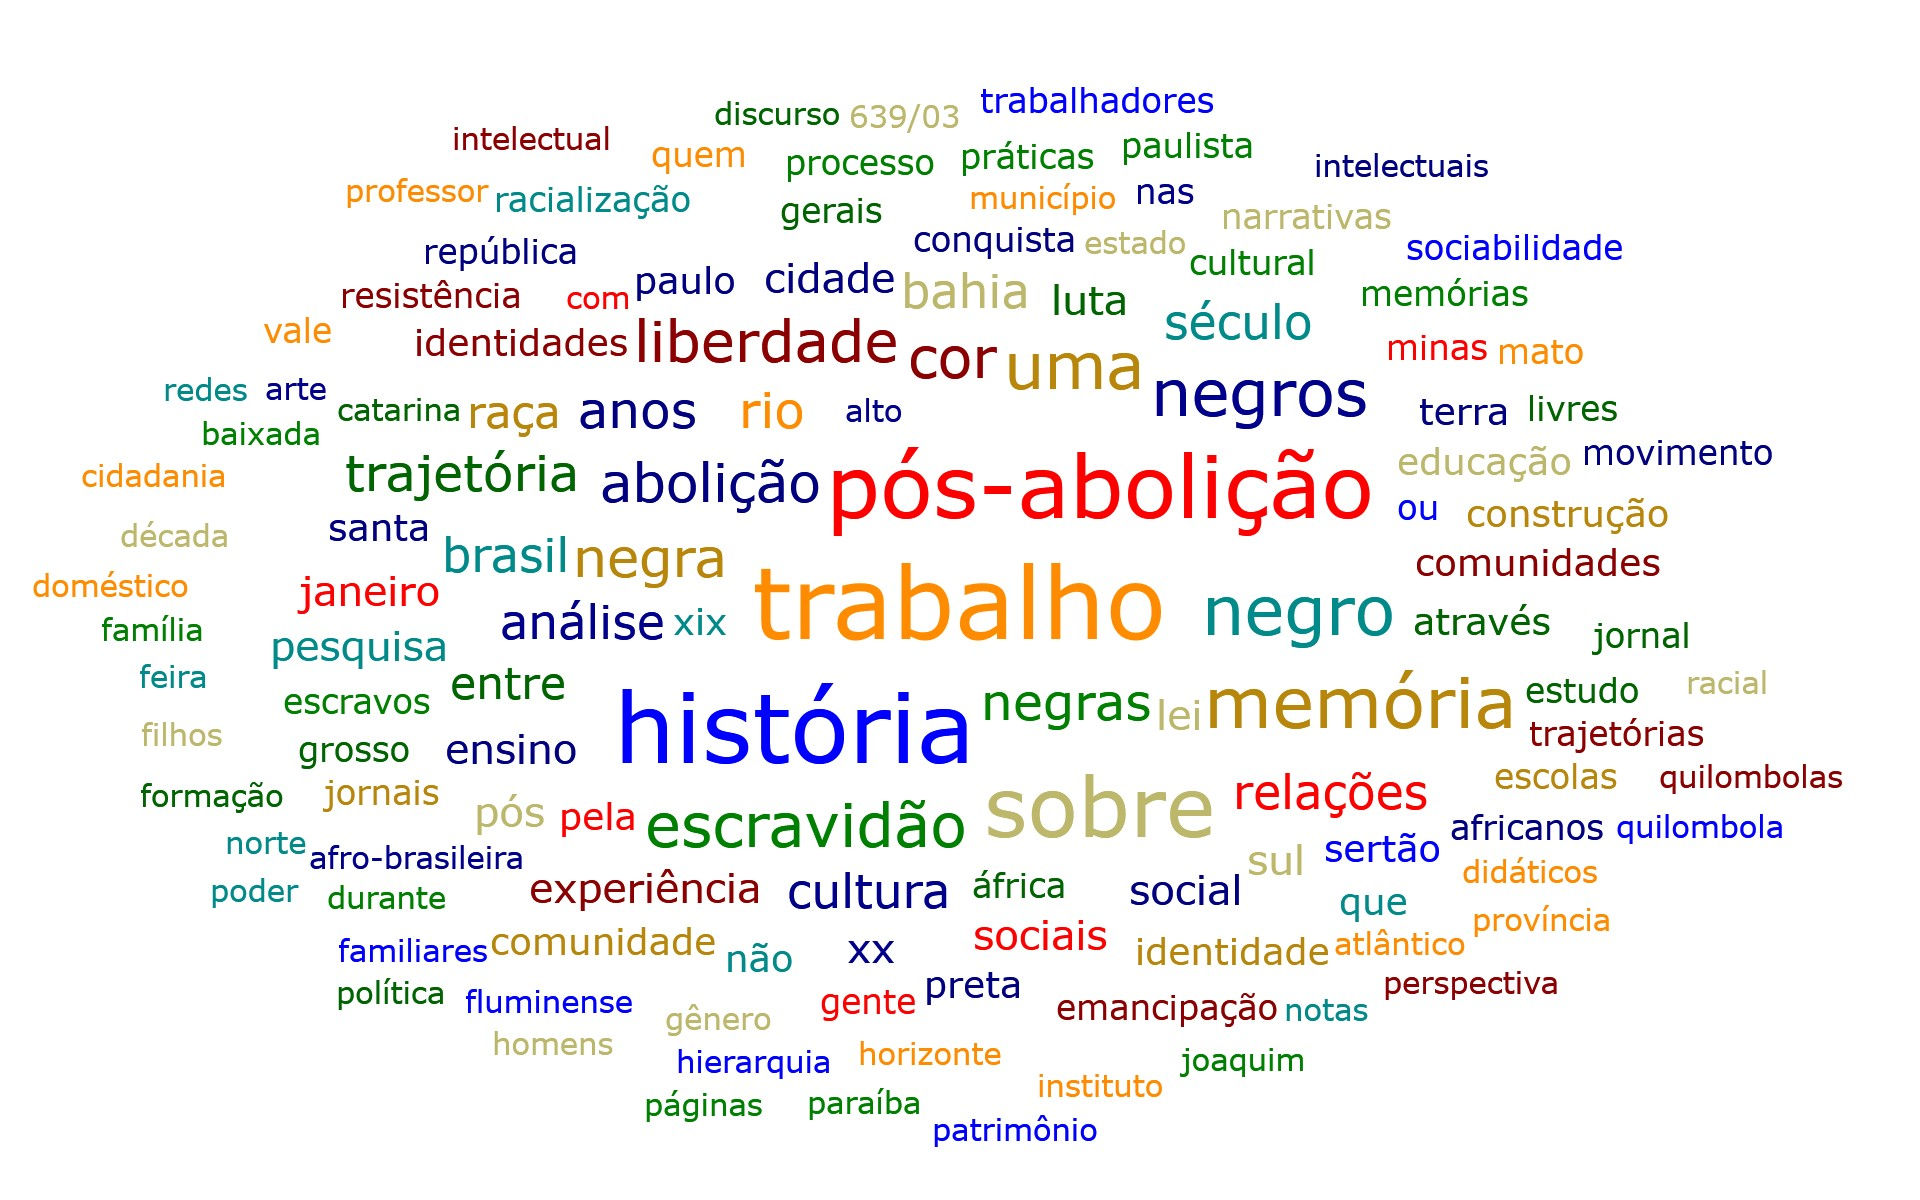 trabalhadores
discurso 639/03
intelectual quem processo práticas paulista intelectuais
professor racialização gerais município nas narrativas
república conquista estado cultural sociabilidade
resistência com paulo cidade bahia luta século memórias
vale identidades liberdade cor uma minas mato
redes arte catarina raça anos rio alto negros terra livres
baixada
cidadania trajetória abolição pós-abolição educação movimento
década santa ou construção
doméstico janeiro brasil negra trabalho negro comunidades
família análise xix através jornal
feira pesquisa
escravos entre história negras lei memória estudo racial
filhos grosso ensino trajetórias
formação jornais pós pela escravidão sobre relações escolas quilombolas
norte afro-brasileira sul sertão africanos quilombola
poder durante experiência cultura áfrica social que didáticos
familiares comunidade não xx sociais identidade atlântico província
política fluminense gênero gente preta emancipação notas perspectiva
homens hierarquia horizonte joaquim
páginas paraíba instituto
patrimônio